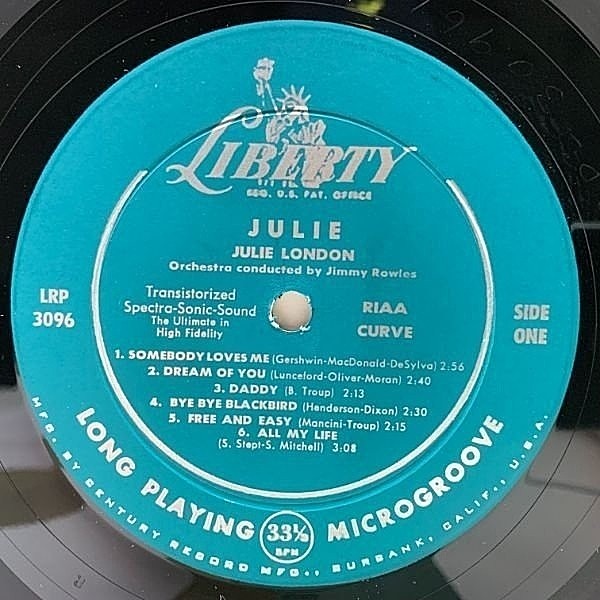 LIBERTY
REG. U.S. PAT. OFFICE
JULIE
JULIE LONDON
Orchestra conducted by Jimmy Rowles
LRP
3096
Transistorized
Spectra-Sonic-Sound
The Ultimate in
High Fidelity
RIAA
CURVE
SIDE
ONE
1. SOMEBODY LOVES ME (Gershwin-MacDonald-DeSylva) 2:56
2. DREAM OF YOU (Lunceford-Oliver-Moran) 2:40
3. DADDY (B. Troup) 2:13
4. BYE BYE BLACKBIRD (Henderson-Dixon) 2:30
5. FREE AND EASY (Mancini-Troup) 2:15
6. ALL MY LIFE
(S. Stept-S. Mitchell) 3:08
LONG PLAYING 33⅓ RPM MICROGROOVE
MFG. BY CENTURY RECORD MFG., BURBANK, CALIF., U.S.A.